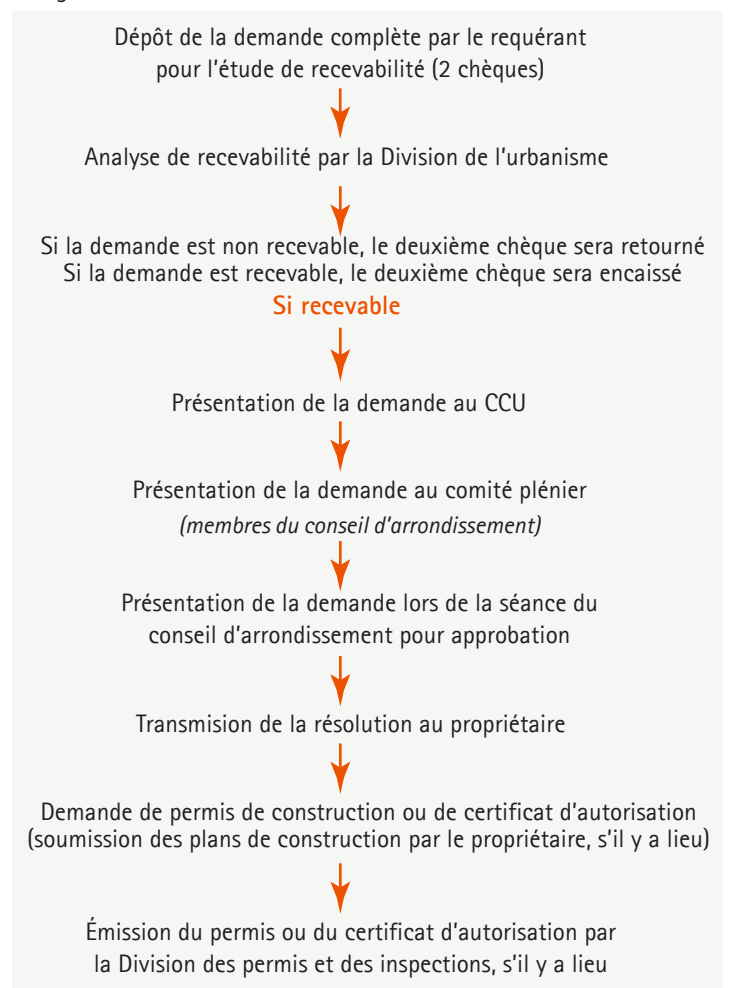 Dépôt de la demande complète par le requérant
pour l'étude de recevabilité (2 chèques)
Analyse de recevabilité par la Division de l'urbanisme
Si la demande est non recevable, le deuxième chèque sera retourné
Si la demande est recevable, le deuxième chèque sera encaissé
Si recevable
Présentation de la demande au CCU
Présentation de la demande au comité plénier
(membres du conseil d'arrondissement)
Présentation de la demande lors de la séance du
conseil d'arrondissement pour approbation
Transmision de la résolution au propriétaire
Demande de permis de construction ou de certificat d'autorisation
(soumission des plans de construction par le propriétaire, s'il y a lieu)
Émission du permis ou du certificat d'autorisation par
la Division des permis et des inspections, s'il y a lieu